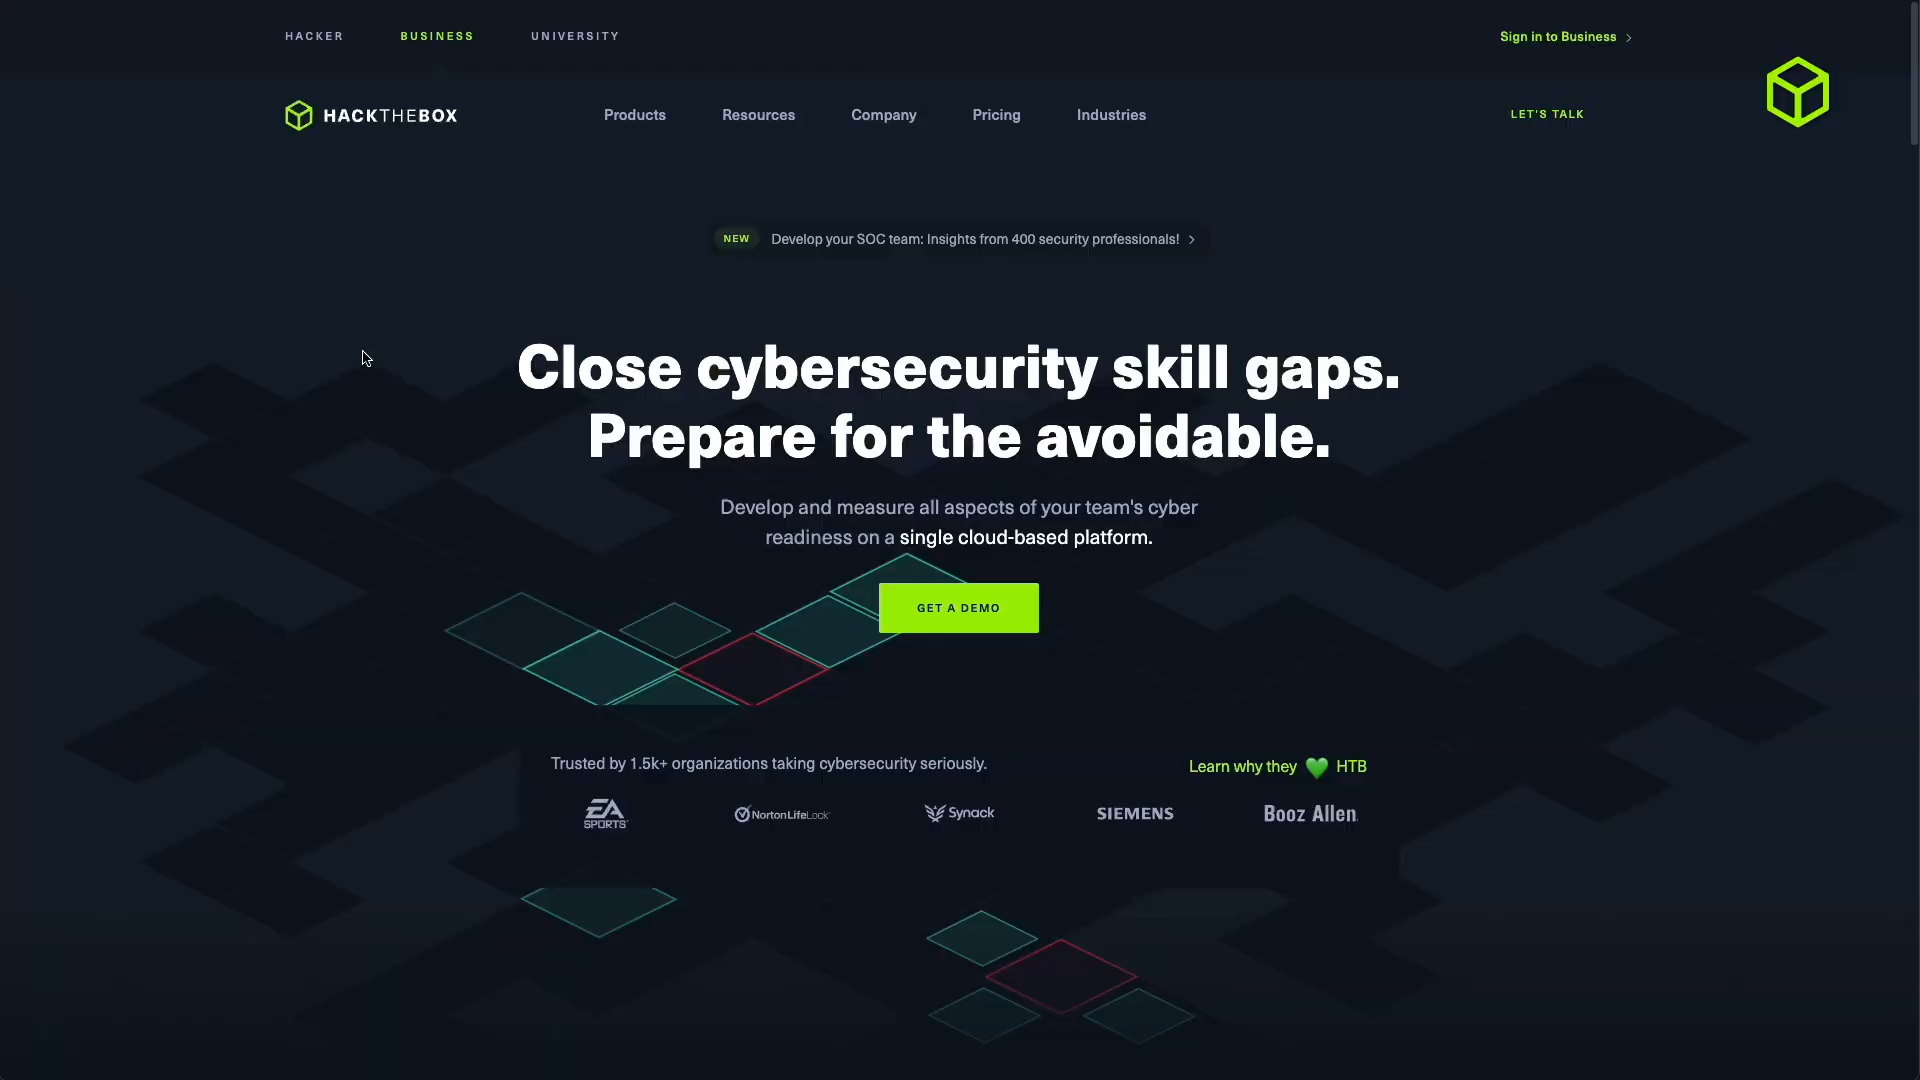 HACKER
BUSINESS
UNIVERSITY
Sign in to Business
HACKTHEBOX
Products
Resources
Company
Pricing
Industries
LET'S TALK
NEW
Develop your SOC team: Insights from 400 security professionals!
Close cybersecurity skill gaps.
Prepare for the avoidable.
Develop and measure all aspects of your team's cyber
readiness on a single cloud-based platform.
GET A DEMO
Trusted by 1.5k+ organizations taking cybersecurity seriously.
Learn why they 💚 HTB
EA
SPORTS
NortonLifeLock
Synack
SIEMENS
Booz Allen